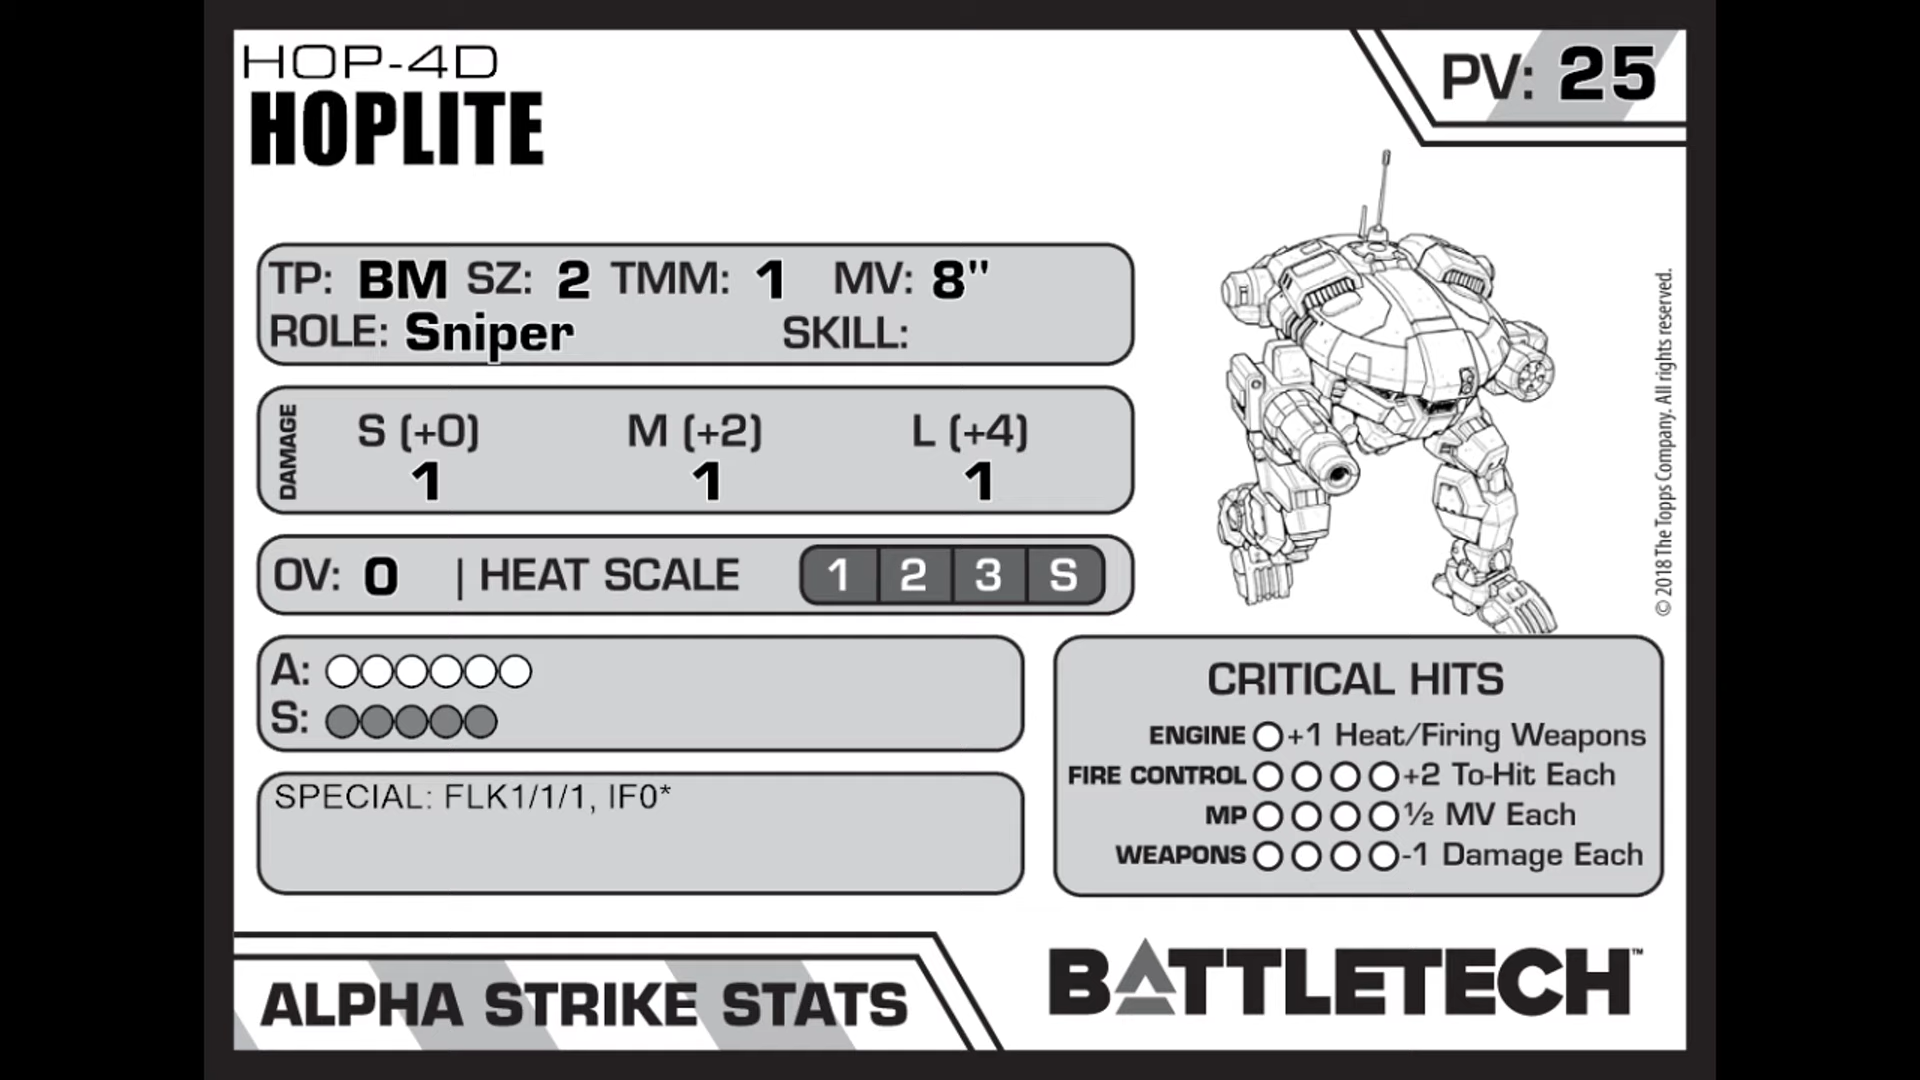 HOP-4D
HOPLITE
PV: 25
TP: BM SZ: 2 TMM: 1 MV: 8"
ROLE: Sniper SKILL:
DAMAGE
S (+0) M (+2) L (+4)
1 1 1
OV: 0 | HEAT SCALE 1 2 3 S
A:
S:
SPECIAL: FLK1/1/1, IF0*
© 2018 The Topps Company. All rights reserved.
CRITICAL HITS
ENGINE +1 Heat/Firing Weapons
FIRE CONTROL +2 To-Hit Each
MP ½ MV Each
WEAPONS -1 Damage Each
ALPHA STRIKE STATS
BATTLETECH™